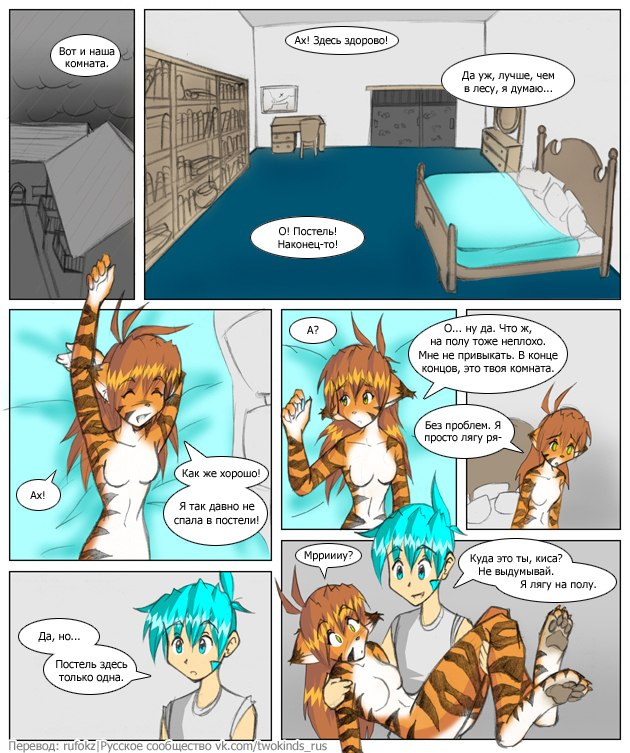 Вот и наша
комната.
Ах! Здесь здорово!
Да уж, лучше, чем
в лесу, я думаю...
О! Постель!
Наконец-то!
Ах!
Как же хорошо!
Я так давно не
спала в постели!
А?
О... ну да. Что ж,
на полу тоже неплохо.
Мне не привыкать. В конце
концов, это твоя комната.
Без проблем. Я
просто лягу ря-
Да, но...
Постель здесь
только одна.
Мрриииу?
Куда это ты, киса?
Не выдумывай.
Я лягу на полу.
Перевод: rufokz|Русское сообщество vk.com/twokinds_rus